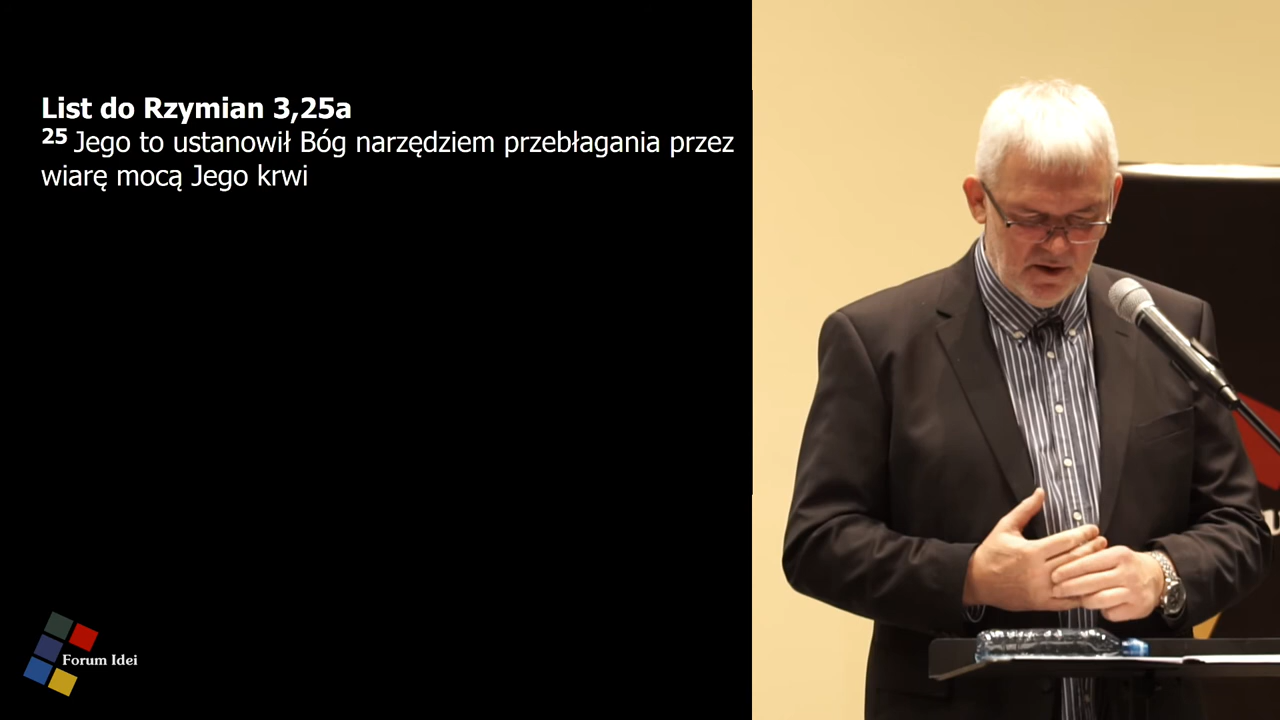 List do Rzymian 3,25a
25 Jego to ustanowił Bóg narzędziem przebłagania przez
wiarę mocą Jego krwi
Forum Idei